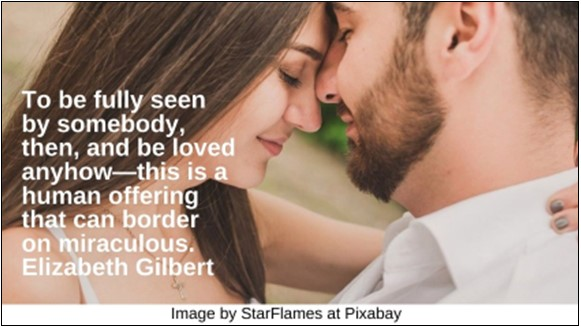 To be fully seen
by somebody,
then, and be loved
anyhow—this is a
human offering
that can border
on miraculous.
Elizabeth Gilbert
Image by StarFlames at Pixabay